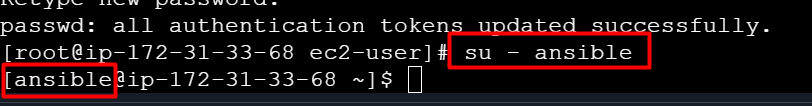 Retype new password:
passwd: all authentication tokens updated successfully.
[root@ip-172-31-33-68 ec2-user]# su - ansible
[ansible@ip-172-31-33-68 ~]$